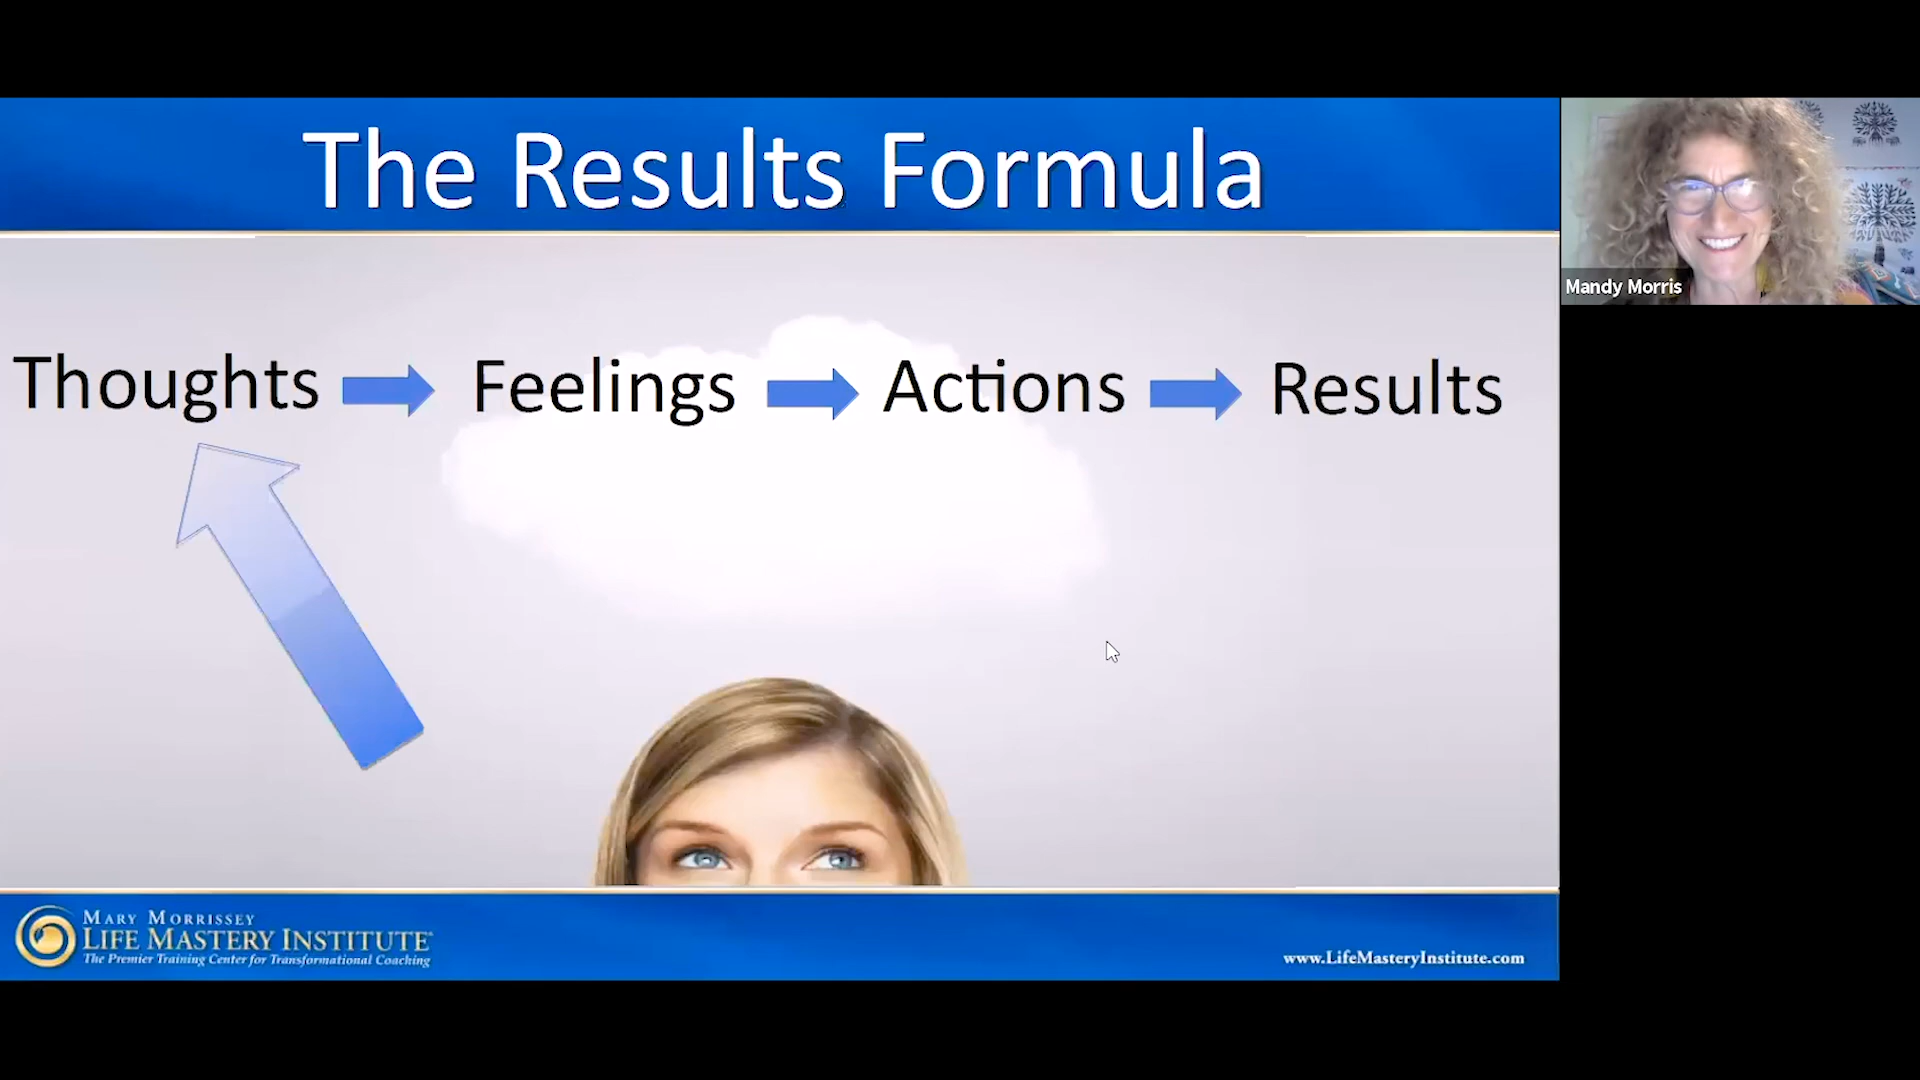 The Results Formula
Mandy Morris
Thoughts Feelings Actions Results
MARY MORRISSEY
LIFE MASTERY INSTITUTE
The Premier Training Center for Transformational Coaching
www.LifeMasteryInstitute.com